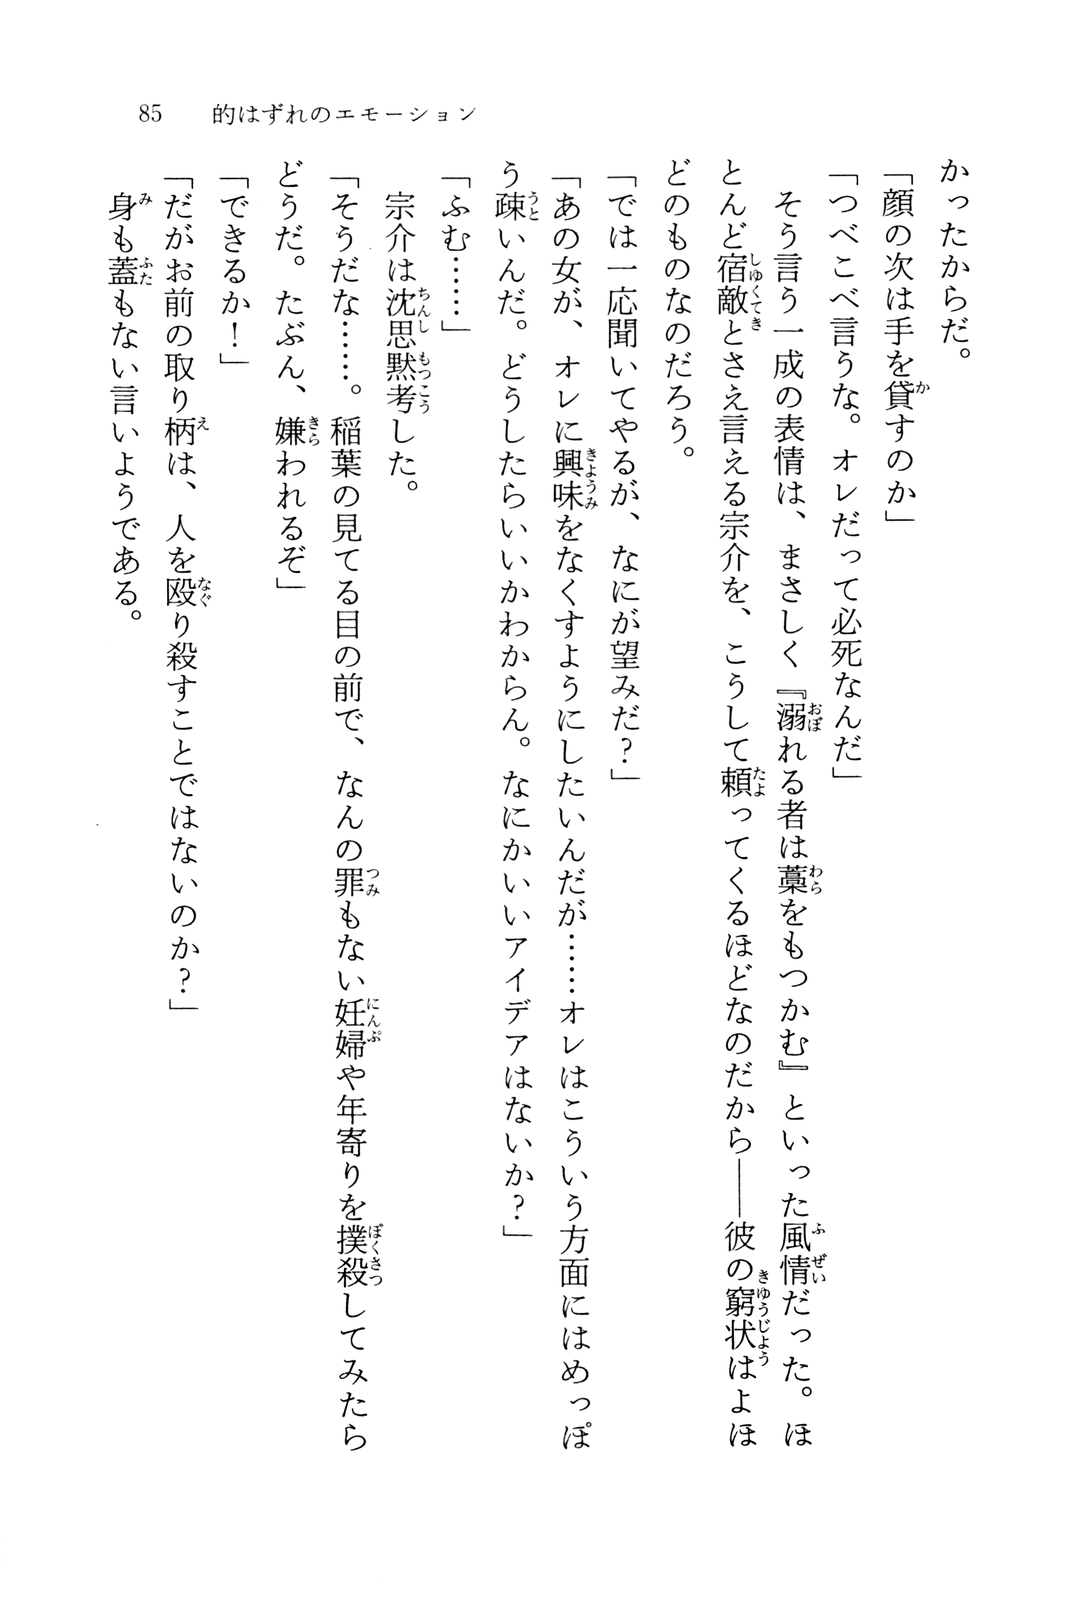 85　的はずれのエモーション
かったからだ。
「顔の次は手を貸すのか」
「つべこべ言うな。オレだって必死なんだ」
　そう言う一成の表情は、まさしく『溺れる者は藁をもつかむ』といった風情だった。ほ
とんど宿敵とさえ言える宗介を、こうして頼ってくるほどなのだから――彼の窮状はよほ
どのものなのだろう。
「では一応聞いてやるが、なにが望みだ？」
「あの女が、オレに興味をなくすようにしたいんだが……オレはこういう方面にはめっぽ
う疎いんだ。どうしたらいいかわからん。なにかいいアイデアはないか？」
「ふむ……」
　宗介は沈思黙考した。
「そうだな……。稲葉の見てる目の前で、なんの罪もない妊婦や年寄りを撲殺してみたら
どうだ。たぶん、嫌われるぞ」
「できるか！」
「だがお前の取り柄は、人を殴り殺すことではないのか？」
　身も蓋もない言いようである。